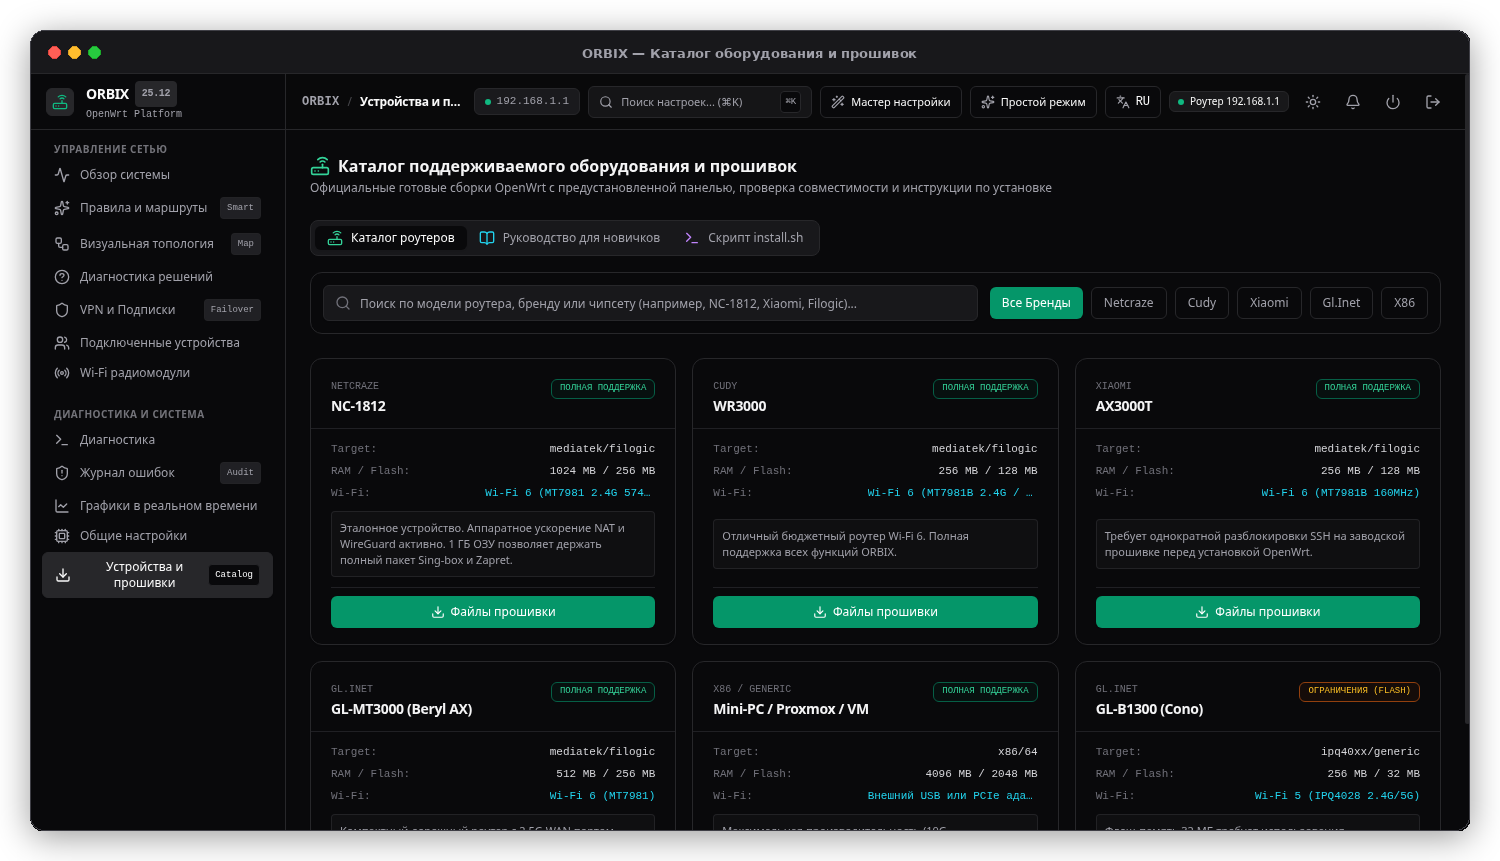 ORBIX — Каталог оборудования и прошивок
ORBIX 25.12
OpenWrt Platform
ORBIX / Устройства и п...
192.168.1.1
Поиск настроек... (⌘K) ⌘K
Мастер настройки
Простой режим
RU
Роутер 192.168.1.1
УПРАВЛЕНИЕ СЕТЬЮ
Обзор системы
Правила и маршруты Smart
Визуальная топология Map
Диагностика решений
VPN и Подписки Failover
Подключенные устройства
Wi-Fi радиомодули
ДИАГНОСТИКА И СИСТЕМА
Диагностика
Журнал ошибок Audit
Графики в реальном времени
Общие настройки
Устройства и
прошивки Catalog
Каталог поддерживаемого оборудования и прошивок
Официальные готовые сборки OpenWrt с предустановленной панелью, проверка совместимости и инструкции по установке
Каталог роутеров
Руководство для новичков
Скрипт install.sh
Поиск по модели роутера, бренду или чипсету (например, NC-1812, Xiaomi, Filogic)...
Все Бренды
Netcraze
Cudy
Xiaomi
Gl.Inet
X86
NETCRAZE
NC-1812
ПОЛНАЯ ПОДДЕРЖКА
Target: mediatek/filogic
RAM / Flash: 1024 MB / 256 MB
Wi-Fi: Wi-Fi 6 (MT7981 2.4G 574…
Эталонное устройство. Аппаратное ускорение NAT и
WireGuard активно. 1 ГБ ОЗУ позволяет держать
полный пакет Sing-box и Zapret.
Файлы прошивки
CUDY
WR3000
ПОЛНАЯ ПОДДЕРЖКА
Target: mediatek/filogic
RAM / Flash: 256 MB / 128 MB
Wi-Fi: Wi-Fi 6 (MT7981B 2.4G / …
Отличный бюджетный роутер Wi-Fi 6. Полная
поддержка всех функций ORBIX.
Файлы прошивки
XIAOMI
AX3000T
ПОЛНАЯ ПОДДЕРЖКА
Target: mediatek/filogic
RAM / Flash: 256 MB / 128 MB
Wi-Fi: Wi-Fi 6 (MT7981B 160MHz)
Требует однократной разблокировки SSH на заводской
прошивке перед установкой OpenWrt.
Файлы прошивки
GL.INET
GL-MT3000 (Beryl AX)
ПОЛНАЯ ПОДДЕРЖКА
Target: mediatek/filogic
RAM / Flash: 512 MB / 256 MB
Wi-Fi: Wi-Fi 6 (MT7981)
X86 / GENERIC
Mini-PC / Proxmox / VM
ПОЛНАЯ ПОДДЕРЖКА
Target: x86/64
RAM / Flash: 4096 MB / 2048 MB
Wi-Fi: Внешний USB или PCIe ада…
GL.INET
GL-B1300 (Cono)
ОГРАНИЧЕНИЯ (FLASH)
Target: ipq40xx/generic
RAM / Flash: 256 MB / 32 MB
Wi-Fi: Wi-Fi 5 (IPQ4028 2.4G/5G)